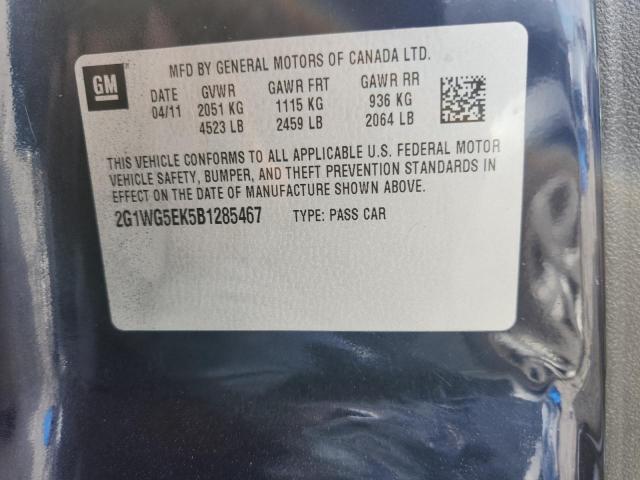 GM
MFD BY GENERAL MOTORS OF CANADA LTD.
DATE GVWR GAWR FRT GAWR RR
04/11 2051 KG 1115 KG 936 KG
4523 LB 2459 LB 2064 LB
THIS VEHICLE CONFORMS TO ALL APPLICABLE U.S. FEDERAL MOTOR
VEHICLE SAFETY, BUMPER, AND THEFT PREVENTION STANDARDS IN
EFFECT ON THE DATE OF MANUFACTURE SHOWN ABOVE.
2G1WG5EK5B1285467 TYPE: PASS CAR